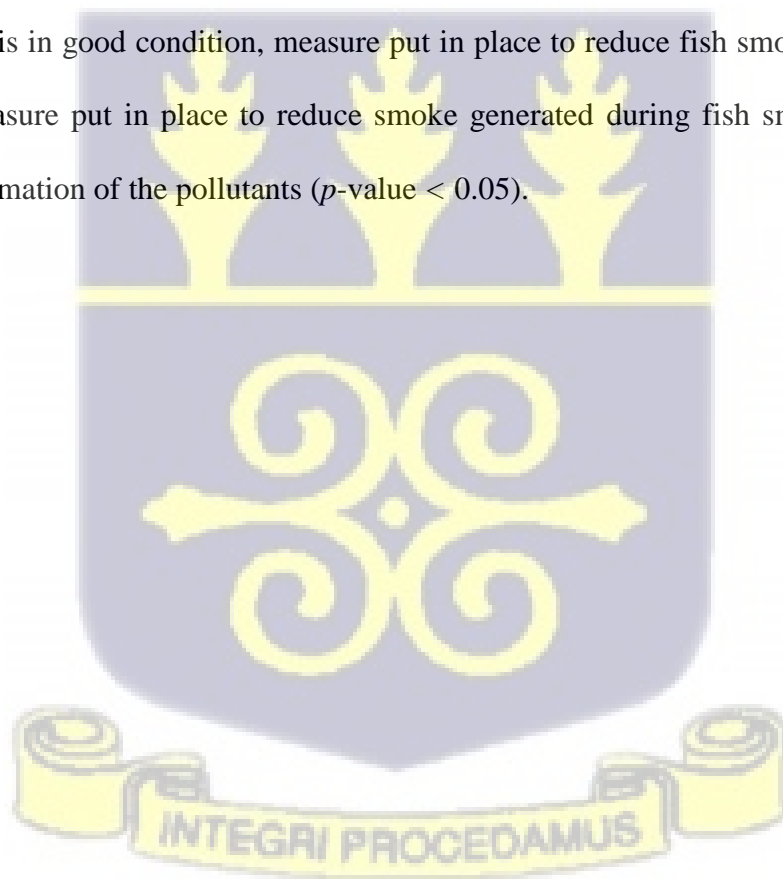 is in good condition, measure put in place to reduce fish smo
asure put in place to reduce smoke generated during fish sn
mation of the pollutants (p-value < 0.05).
INTEGRI PROCEDAMUS